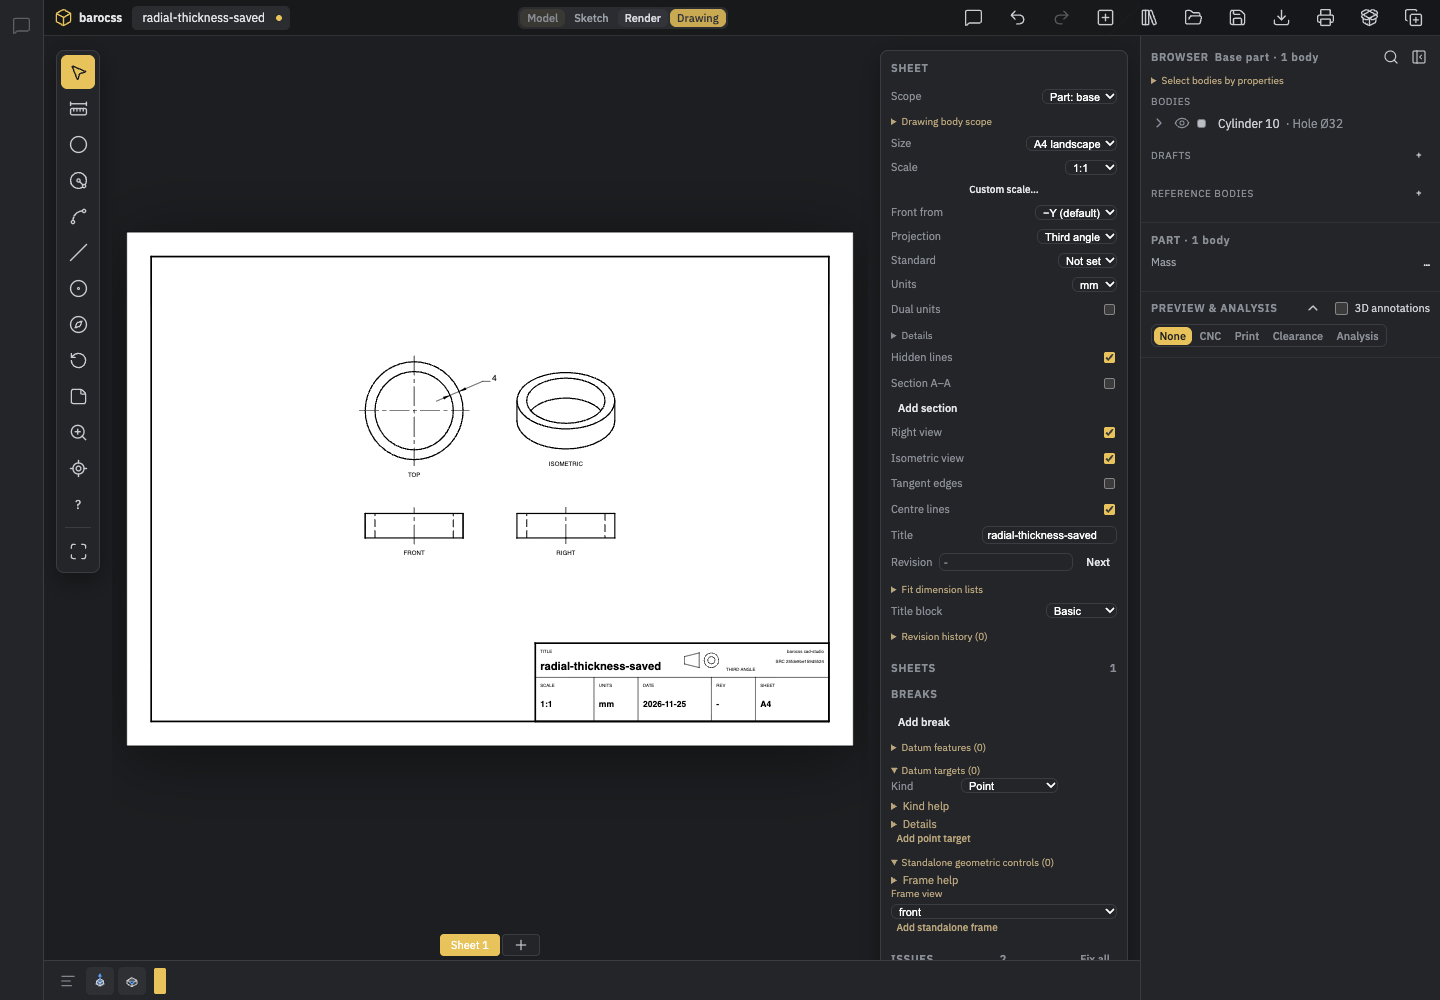 barocss
radial-thickness-saved
Model
Sketch
Render
Drawing
?
4
TOP
ISOMETRIC
FRONT
RIGHT
TITLE
radial-thickness-saved
THIRD ANGLE
barocss cad-studio
SCALE
UNITS
DATE
REV
SHEET
1:1
mm
2026-11-25
-
A4
Sheet 1
SHEET
Scope Part: base
Drawing body scope
Size A4 landscape
Scale 1:1
Custom scale...
Front from −Y (default)
Projection Third angle
Standard Not set
Units mm
Dual units
Details
Hidden lines
Section A–A
Add section
Right view
Isometric view
Tangent edges
Centre lines
Title radial-thickness-saved
Revision - Next
Fit dimension lists
Title block Basic
Revision history (0)
SHEETS 1
BREAKS
Add break
Datum features (0)
Datum targets (0)
Kind Point
Kind help
Details
Add point target
Standalone geometric controls (0)
Frame help
Frame view
front
Add standalone frame
ISSUES 2 Fix all
BROWSER Base part · 1 body
Select bodies by properties
BODIES
Cylinder 10 · Hole Ø32
DRAFTS +
REFERENCE BODIES +
PART · 1 body
Mass …
PREVIEW & ANALYSIS 3D annotations
None CNC Print Clearance Analysis